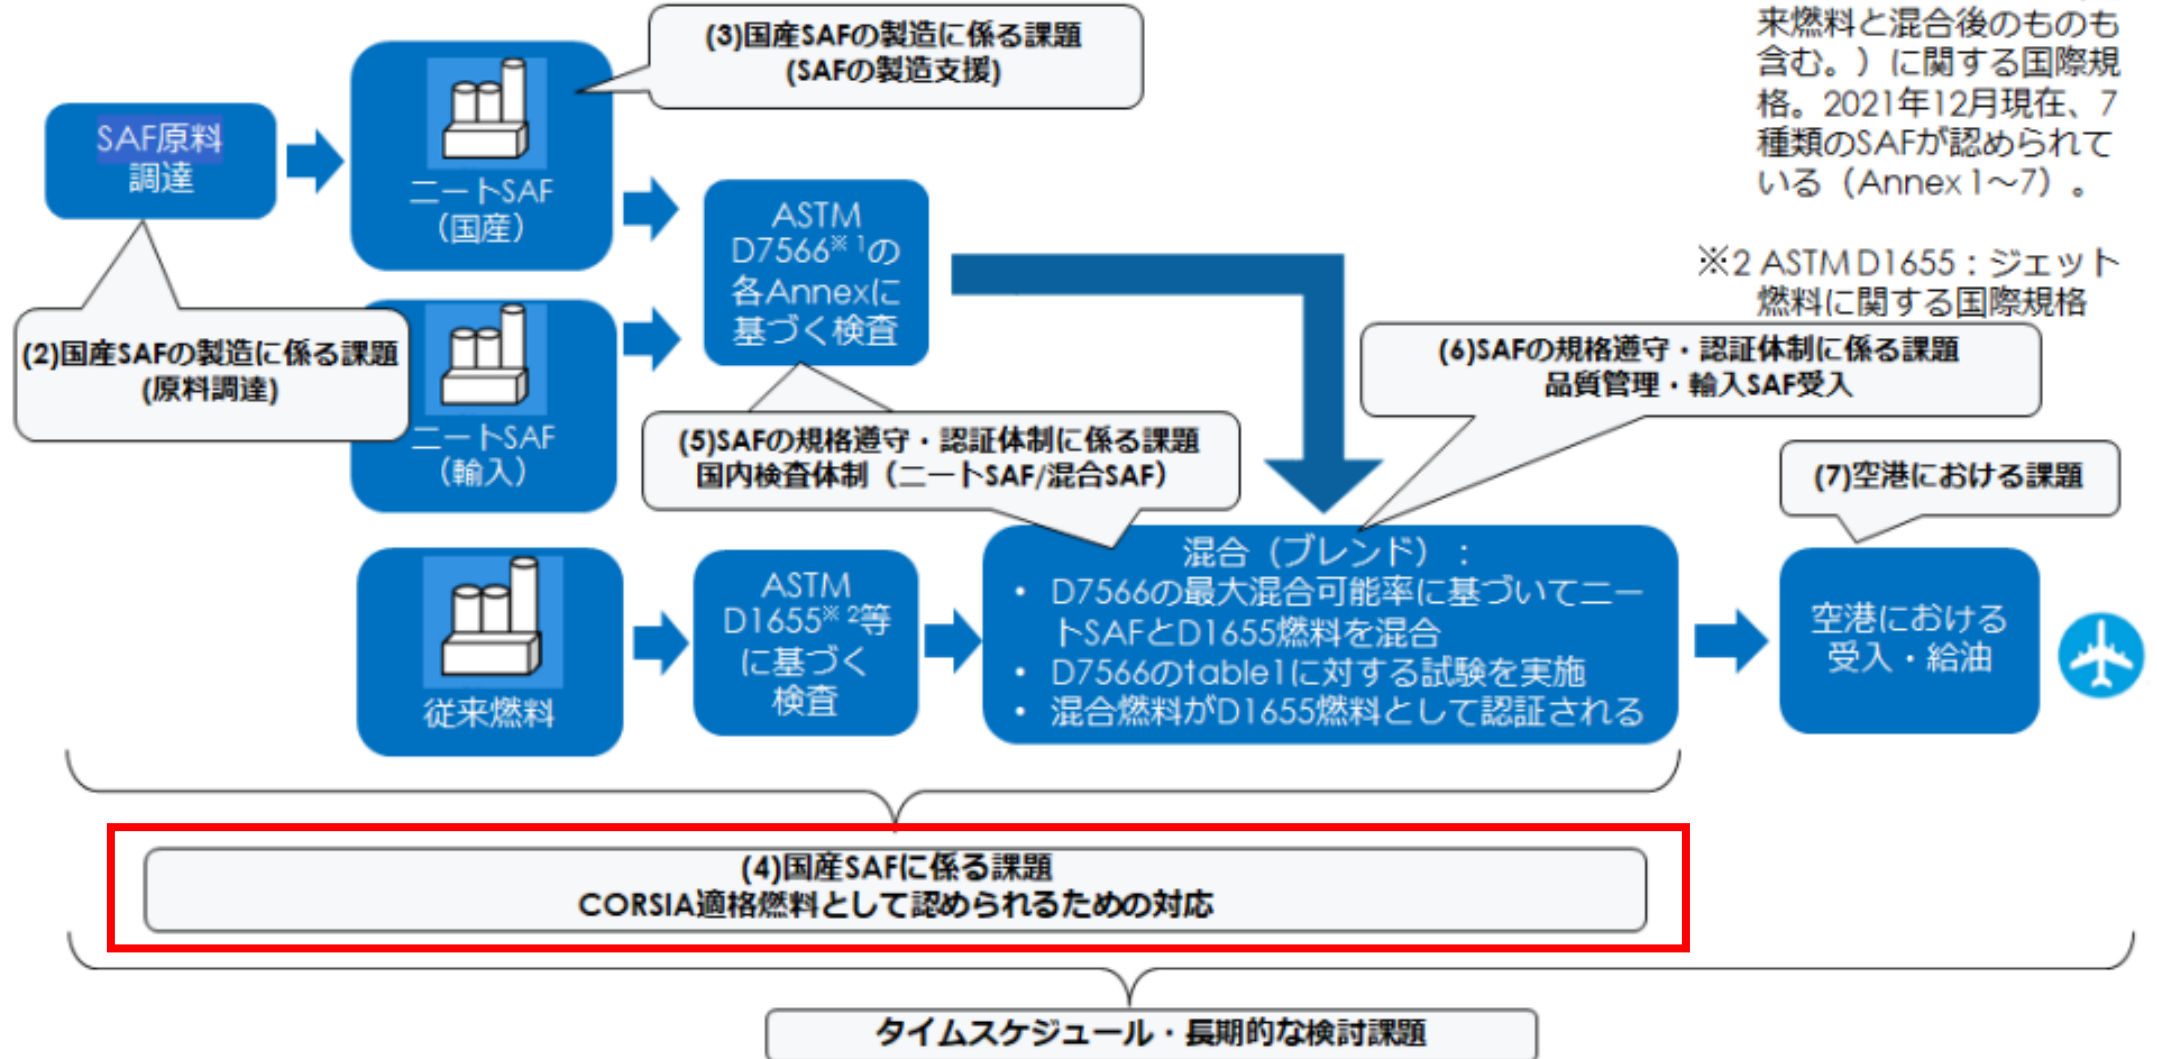 (3)国産SAFの製造に係る課題
(SAFの製造支援)
来燃料と混合後のものも
含む。）に関する国際規
格。2021年12月現在、7
種類のSAFが認められて
いる（Annex 1～7）。
※2 ASTM D1655：ジェット
燃料に関する国際規格
SAF原料
調達
ニートSAF
（国産）
ASTM
D7566※1の
各Annexに
基づく検査
(2)国産SAFの製造に係る課題
(原料調達)
ニートSAF
（輸入）
(5)SAFの規格遵守・認証体制に係る課題
国内検査体制（ニートSAF/混合SAF）
(6)SAFの規格遵守・認証体制に係る課題
品質管理・輸入SAF受入
(7)空港における課題
従来燃料
ASTM
D1655※2等
に基づく
検査
混合（ブレンド）：
• D7566の最大混合可能率に基づいてニー
トSAFとD1655燃料を混合
• D7566のtable1に対する試験を実施
• 混合燃料がD1655燃料として認証される
空港における
受入・給油
(4)国産SAFに係る課題
CORSIA適格燃料として認められるための対応
タイムスケジュール・長期的な検討課題